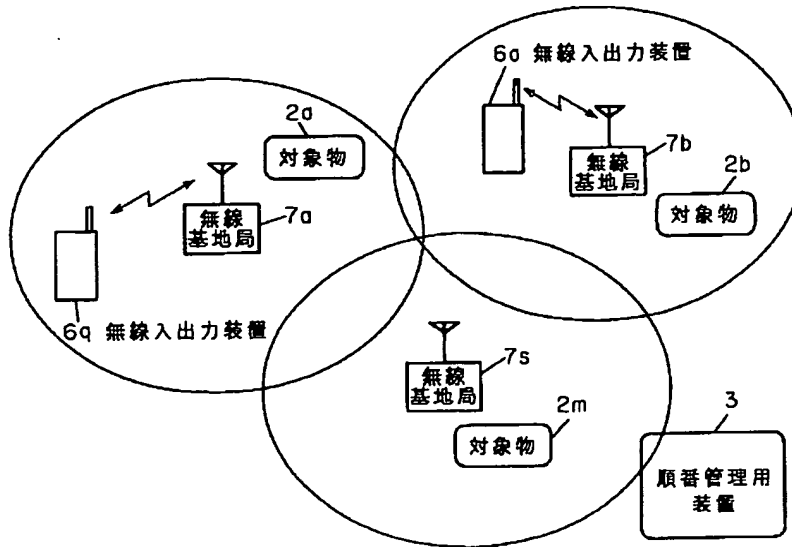 6a 無線入出力装置
2a
対象物
7b
無線
基地局
2b
対象物
無線
基地局
7a
6q 無線入出力装置
7s
無線
基地局
2m
対象物
3
順番管理用
装置